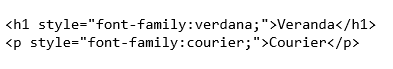 <h1 style="font-family:verdana;">Veranda</h1>
<p style="font-family:courier;">Courier</p>